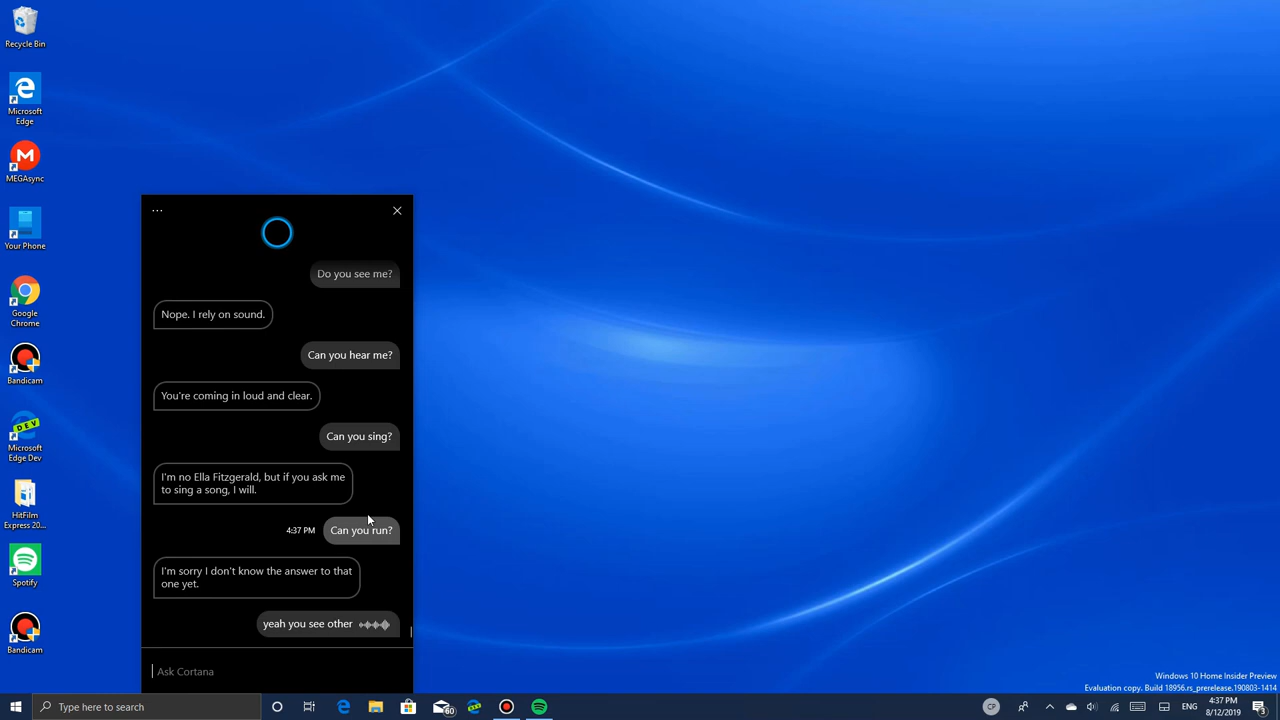 Recycle Bin
Microsoft
Edge
MEGAsync
Your Phone
Google
Chrome
Bandicam
DEV
Microsoft
Edge Dev
HitFilm
Express 20...
Spotify
Bandicam
...
Do you see me?
Nope. I rely on sound.
Can you hear me?
You're coming in loud and clear.
Can you sing?
I'm no Ella Fitzgerald, but if you ask me
to sing a song, I will.
4:37 PM Can you run?
I'm sorry I don't know the answer to that
one yet.
yeah you see other
Ask Cortana
Windows 10 Home Insider Preview
Evaluation copy. Build 18956.rs_prerelease.190803-1414
Type here to search
60
CP
4:37 PM
8/12/2019
3